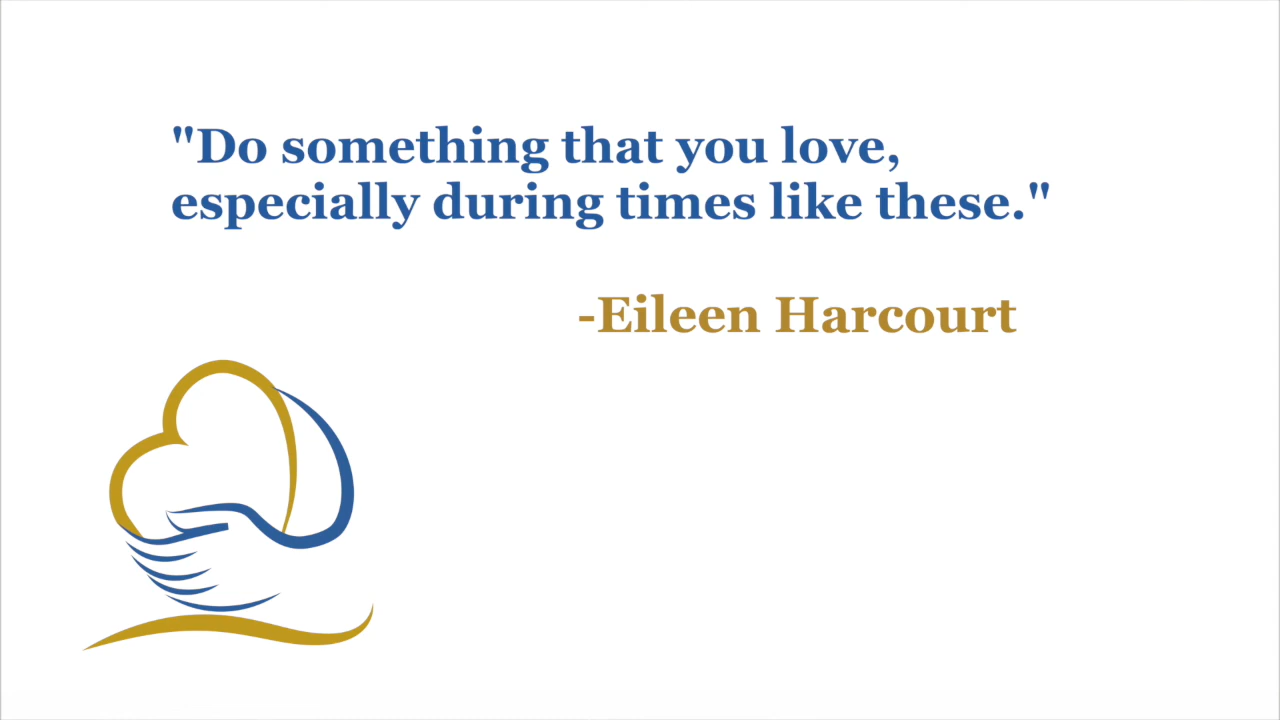 "Do something that you love,
especially during times like these."
-Eileen Harcourt